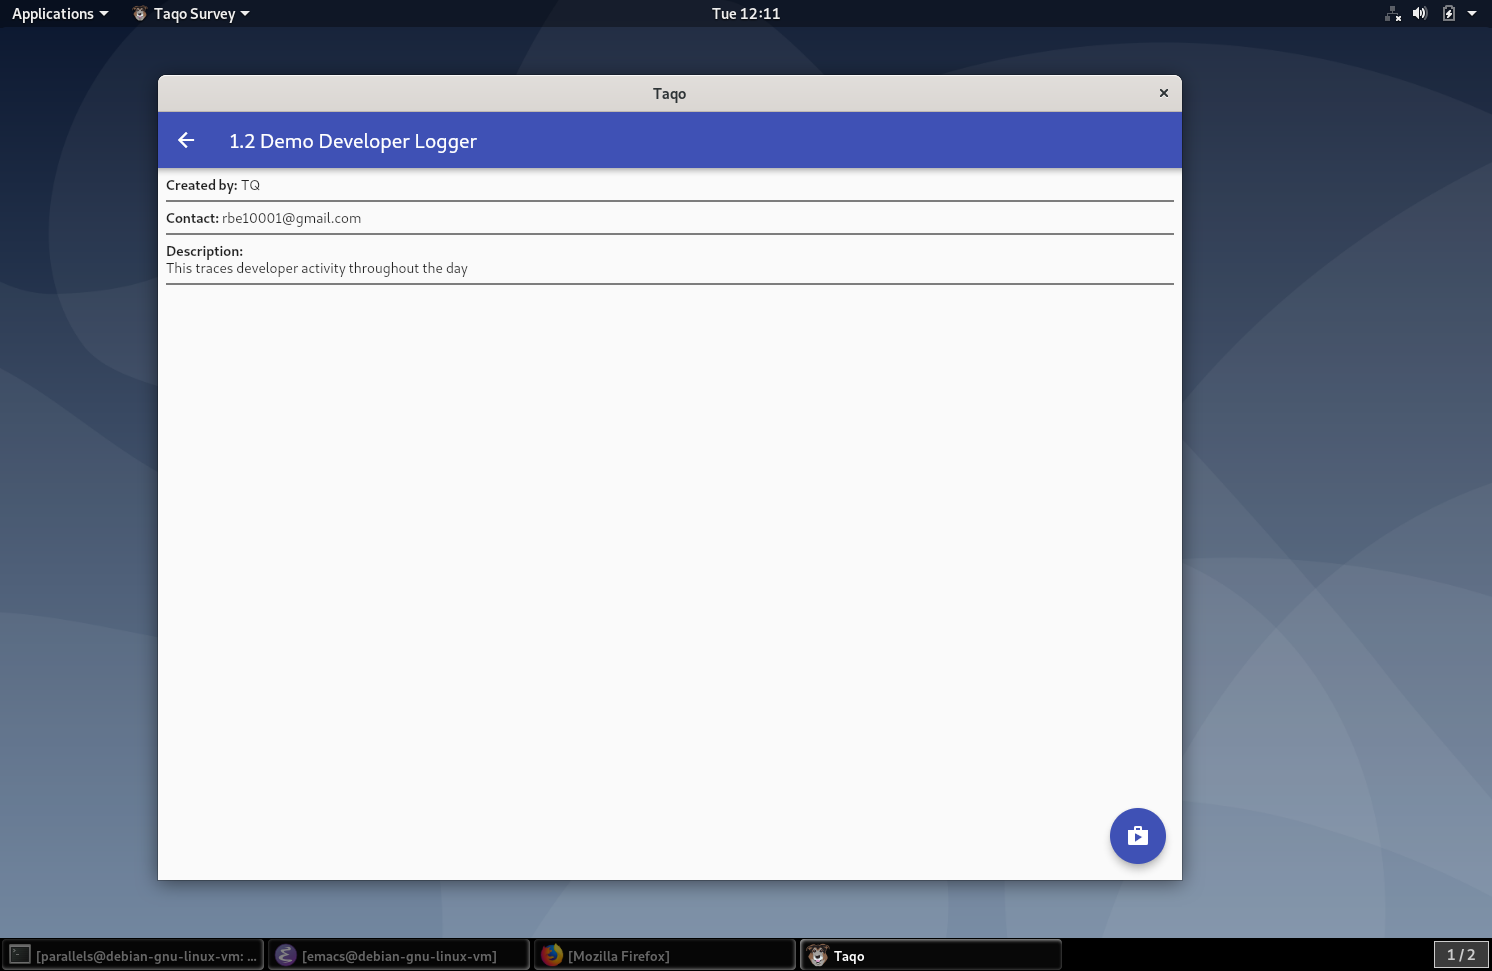 Applications Taqo Survey Tue 12:11
Taqo
1.2 Demo Developer Logger
Created by: TQ
Contact: rbe10001@gmail.com
Description:
This traces developer activity throughout the day
[parallels@debian-gnu-linux-vm: ... [emacs@debian-gnu-linux-vm] [Mozilla Firefox] Taqo 1 / 2